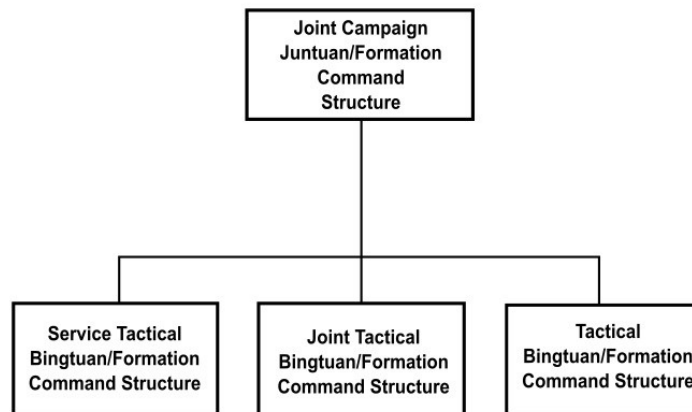 Joint Campaign
Juntuan/Formation
Command
Structure
Service Tactical
Bingtuan/Formation
Command Structure
Joint Tactical
Bingtuan/Formation
Command Structure
Tactical
Bingtuan/Formation
Command Structure